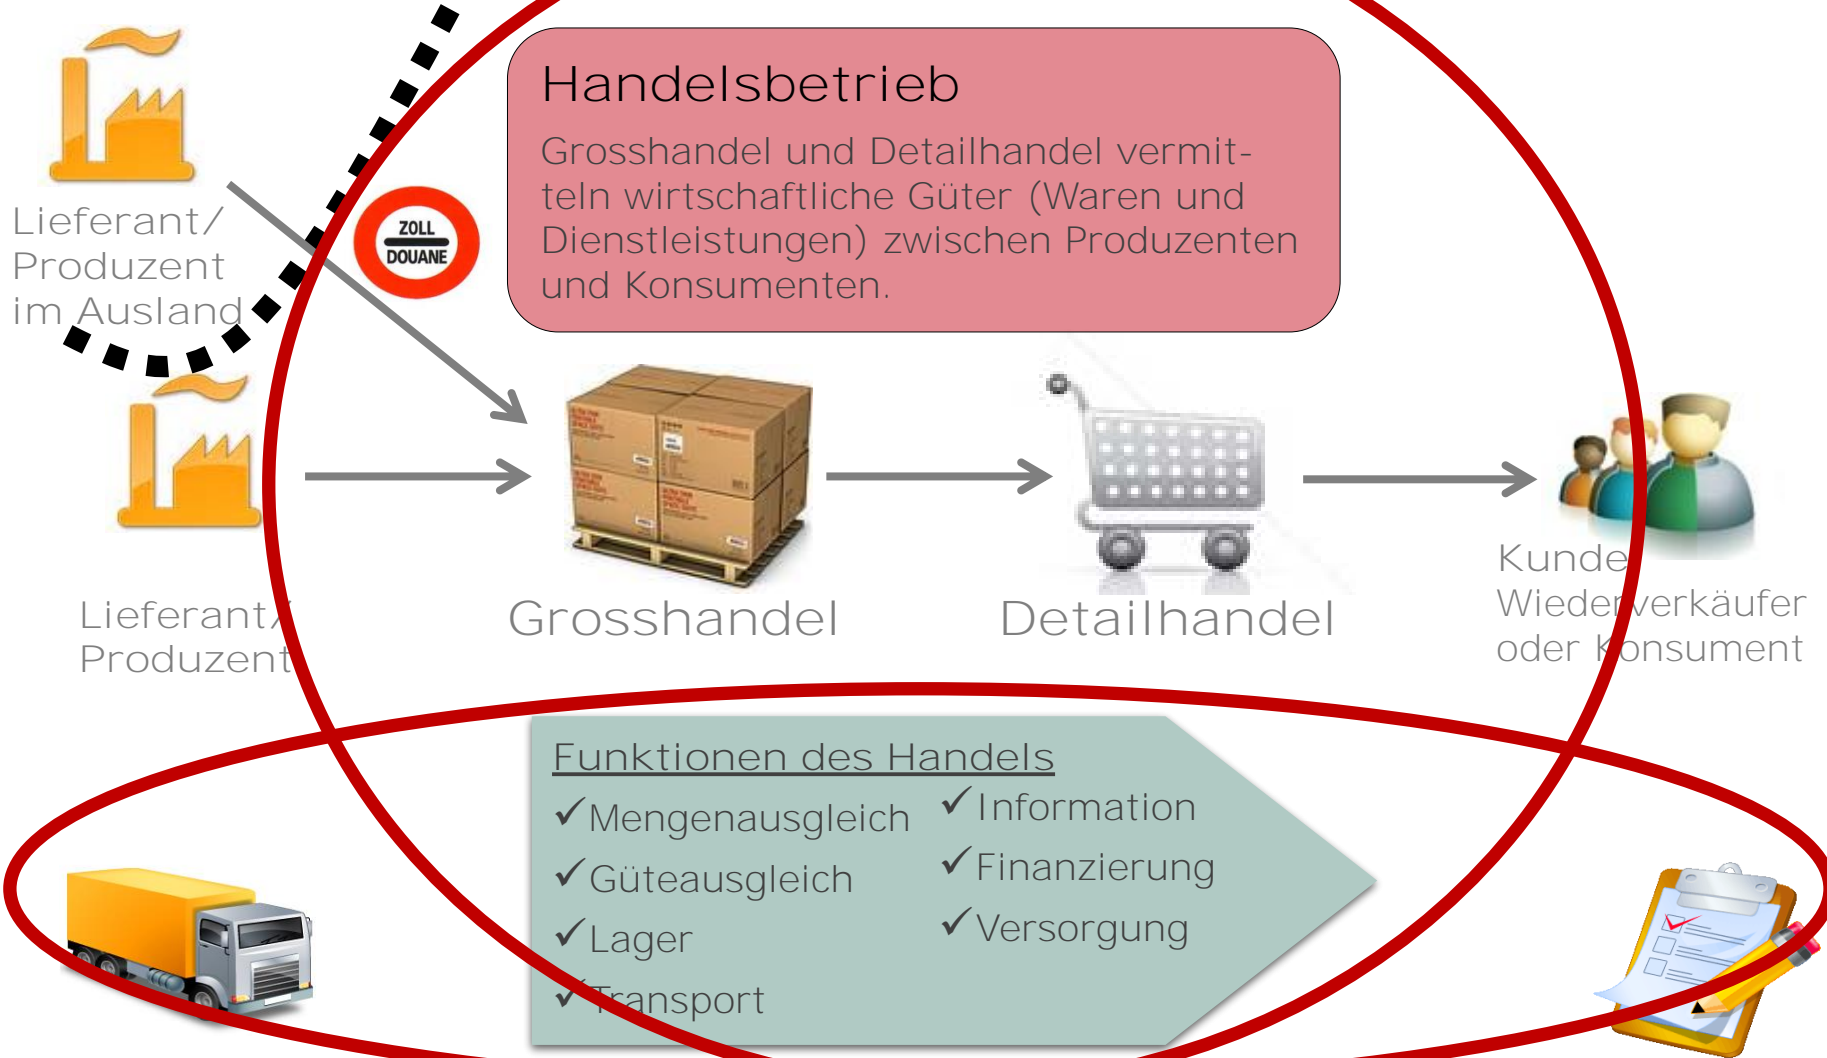 Handelsbetrieb
Grosshandel und Detailhandel vermit-
teln wirtschaftliche Güter (Waren und
Dienstleistungen) zwischen Produzenten
und Konsumenten.
Lieferant/
Produzent
im Ausland
ZOLL
DOUANE
Lieferant/
Produzent
Grosshandel
Detailhandel
Kunde
Wiederverkäufer
oder Konsument
Funktionen des Handels
✓Mengenausgleich
✓Güteausgleich
✓Lager
✓Transport
✓Information
✓Finanzierung
✓Versorgung